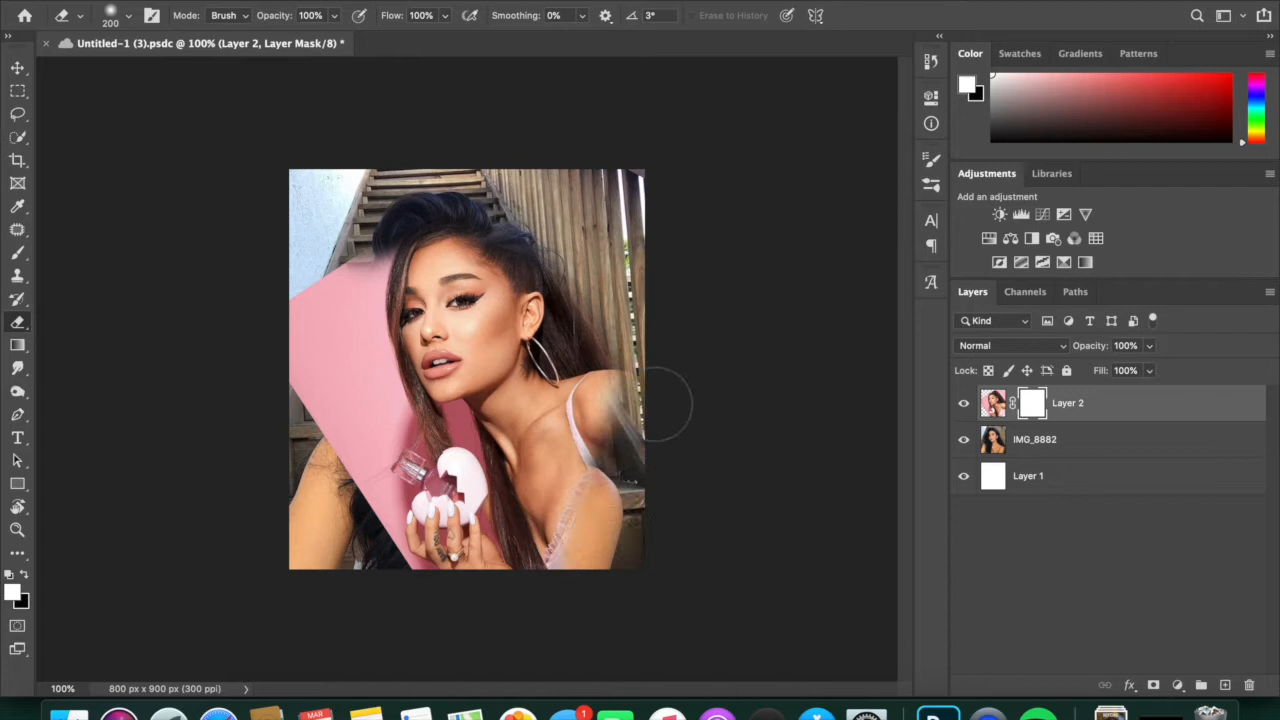 200
Mode:
Brush
Opacity:
100%
Flow:
100%
Smoothing:
0%
3°
Erase to History
Untitled-1 (3).psdc @ 100% (Layer 2, Layer Mask/8) *
Color
Swatches
Gradients
Patterns
Adjustments
Libraries
Add an adjustment
Layers
Channels
Paths
Kind
Normal
Opacity:
100%
Lock:
Fill:
100%
Layer 2
IMG_8882
Layer 1
100%
800 px x 900 px (300 ppi)
MAR
1